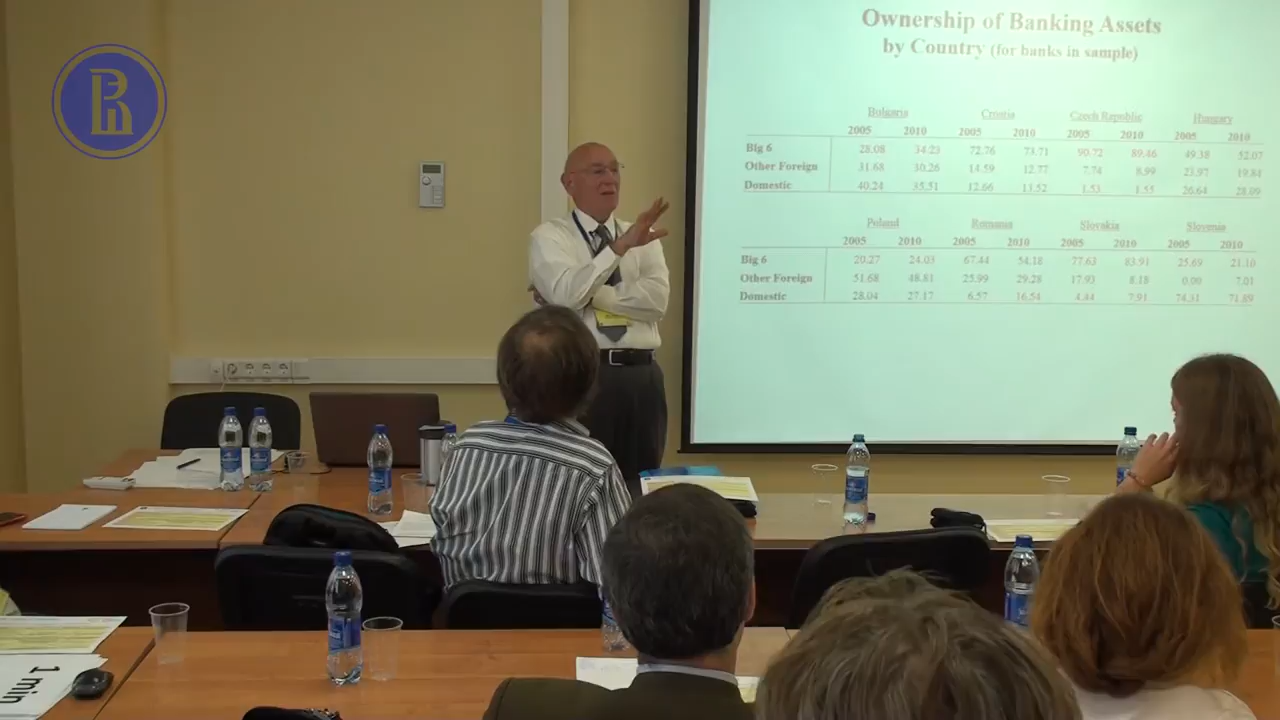 Ownership of Banking Assets
by Country (for banks in sample)
Bulgaria Croatia Czech Republic Hungary
2005 2010 2005 2010 2005 2010 2005 2010
Big 6 28.08 34.23 72.76 73.71 90.72 89.46 49.38 52.07
Other Foreign 31.68 30.26 14.59 12.77 7.74 8.99 23.97 19.84
Domestic 40.24 35.51 12.66 13.52 1.53 1.55 26.64 28.09
Poland Romania Slovakia Slovenia
2005 2010 2005 2010 2005 2010 2005 2010
Big 6 20.27 24.03 67.44 54.18 77.63 83.91 25.69 21.10
Other Foreign 51.68 48.81 25.99 29.28 17.93 8.18 0.00 7.01
Domestic 28.04 27.17 6.57 16.54 4.44 7.91 74.31 71.89
1 min